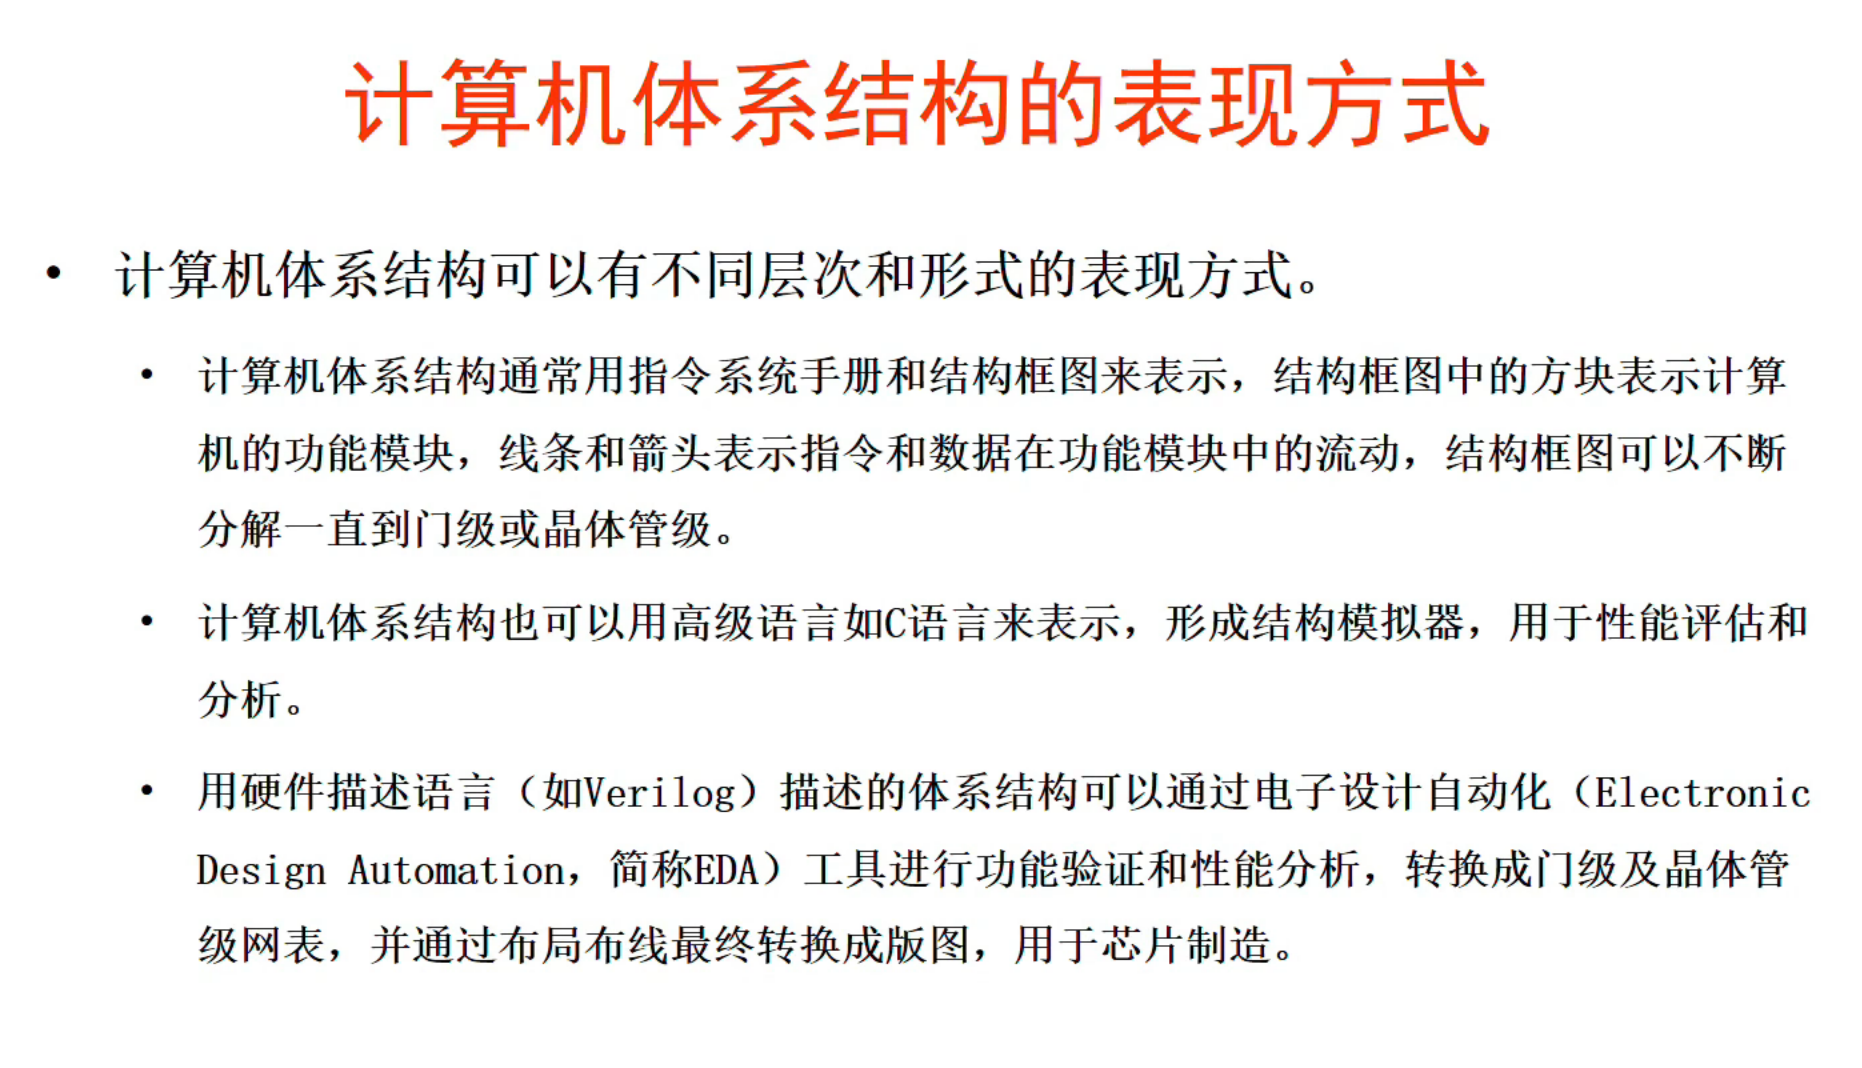 计算机体系结构的表现方式
• 计算机体系结构可以有不同层次和形式的表现方式。
• 计算机体系结构通常用指令系统手册和结构框图来表示，结构框图中的方块表示计算
机的功能模块，线条和箭头表示指令和数据在功能模块中的流动，结构框图可以不断
分解一直到门级或晶体管级。
• 计算机体系结构也可以用高级语言如C语言来表示，形成结构模拟器，用于性能评估和
分析。
• 用硬件描述语言（如Verilog）描述的体系结构可以通过电子设计自动化（Electronic
Design Automation，简称EDA）工具进行功能验证和性能分析，转换成门级及晶体管
级网表，并通过布局布线最终转换成版图，用于芯片制造。